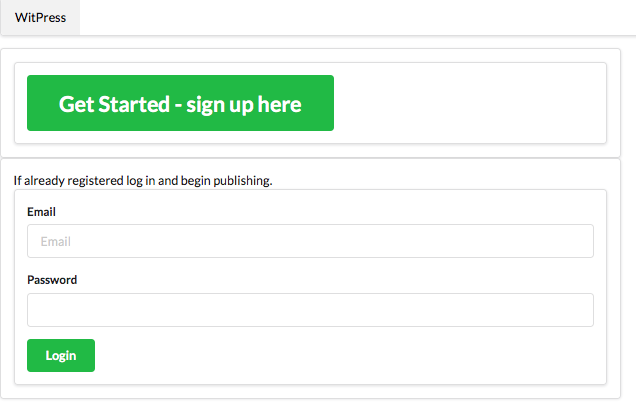 WitPress
Get Started - sign up here
If already registered log in and begin publishing.
Email
Email
Password
Login